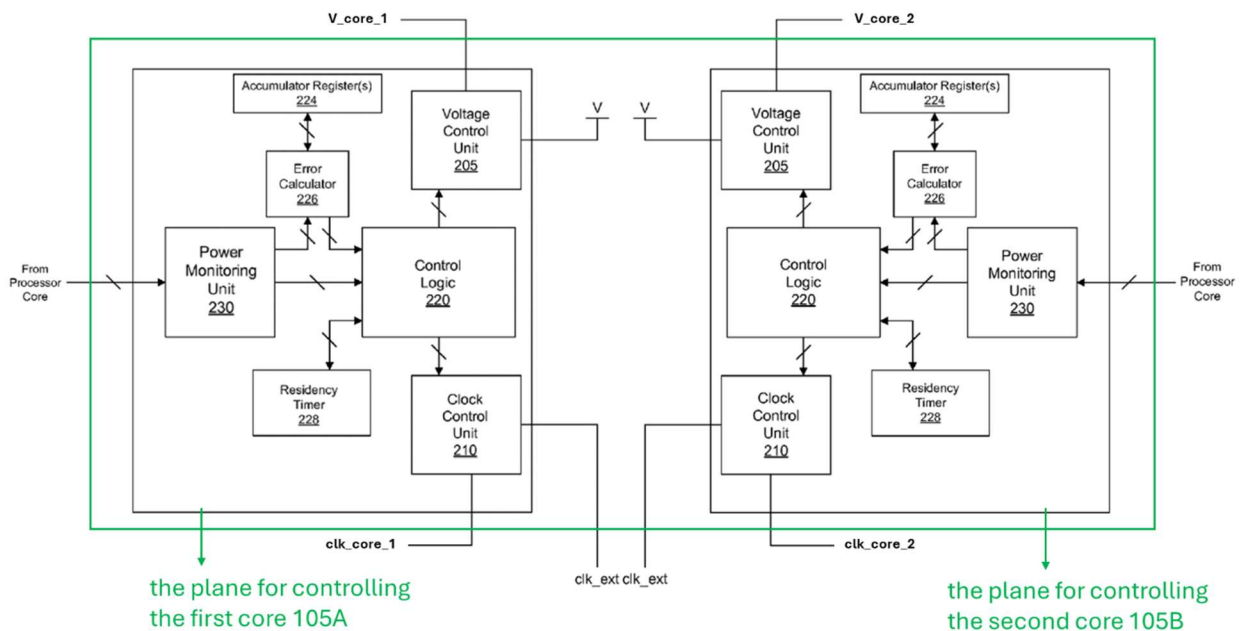 V_core_1
V_core_2
Accumulator Register(s)
224
Voltage
Control
Unit
205
V
V
Voltage
Control
Unit
205
Accumulator Register(s)
224
Error
Calculator
226
Error
Calculator
226
From
Processor
Core
Power
Monitoring
Unit
230
Control
Logic
220
Control
Logic
220
Power
Monitoring
Unit
230
From
Processor
Core
Residency
Timer
228
Clock
Control
Unit
210
Clock
Control
Unit
210
Residency
Timer
228
clk_core_1
clk_core_2
clk_ext
clk_ext
the plane for controlling
the first core 105A
the plane for controlling
the second core 105B